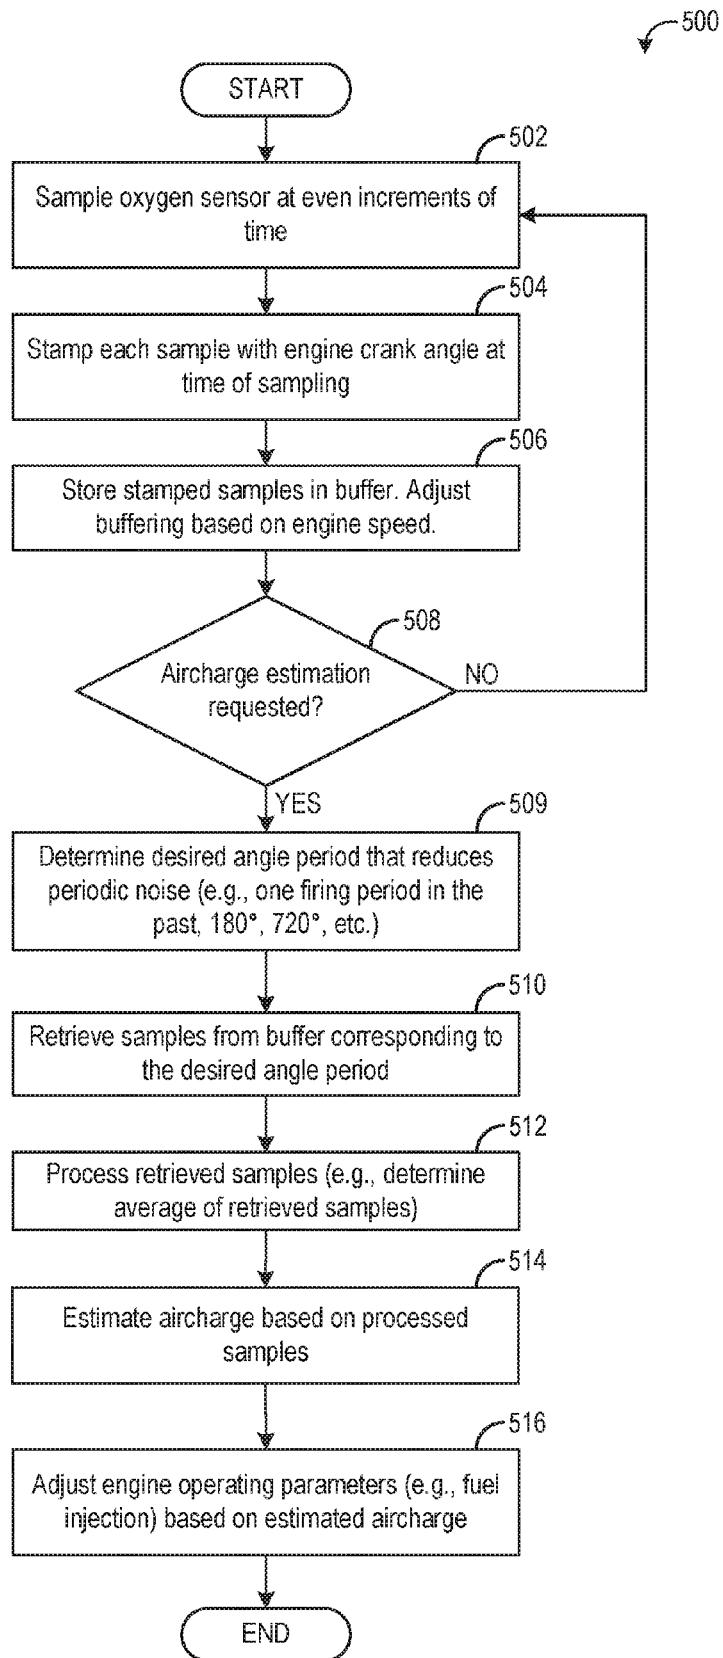 500
START
502
Sample oxygen sensor at even increments of
time
504
Stamp each sample with engine crank angle at
time of sampling
506
Store stamped samples in buffer. Adjust
buffering based on engine speed.
508
Aircharge estimation
requested?
NO
YES
509
Determine desired angle period that reduces
periodic noise (e.g., one firing period in the
past, 180°, 720°, etc.)
510
Retrieve samples from buffer corresponding to
the desired angle period
512
Process retrieved samples (e.g., determine
average of retrieved samples)
514
Estimate aircharge based on processed
samples
516
Adjust engine operating parameters (e.g., fuel
injection) based on estimated aircharge
END